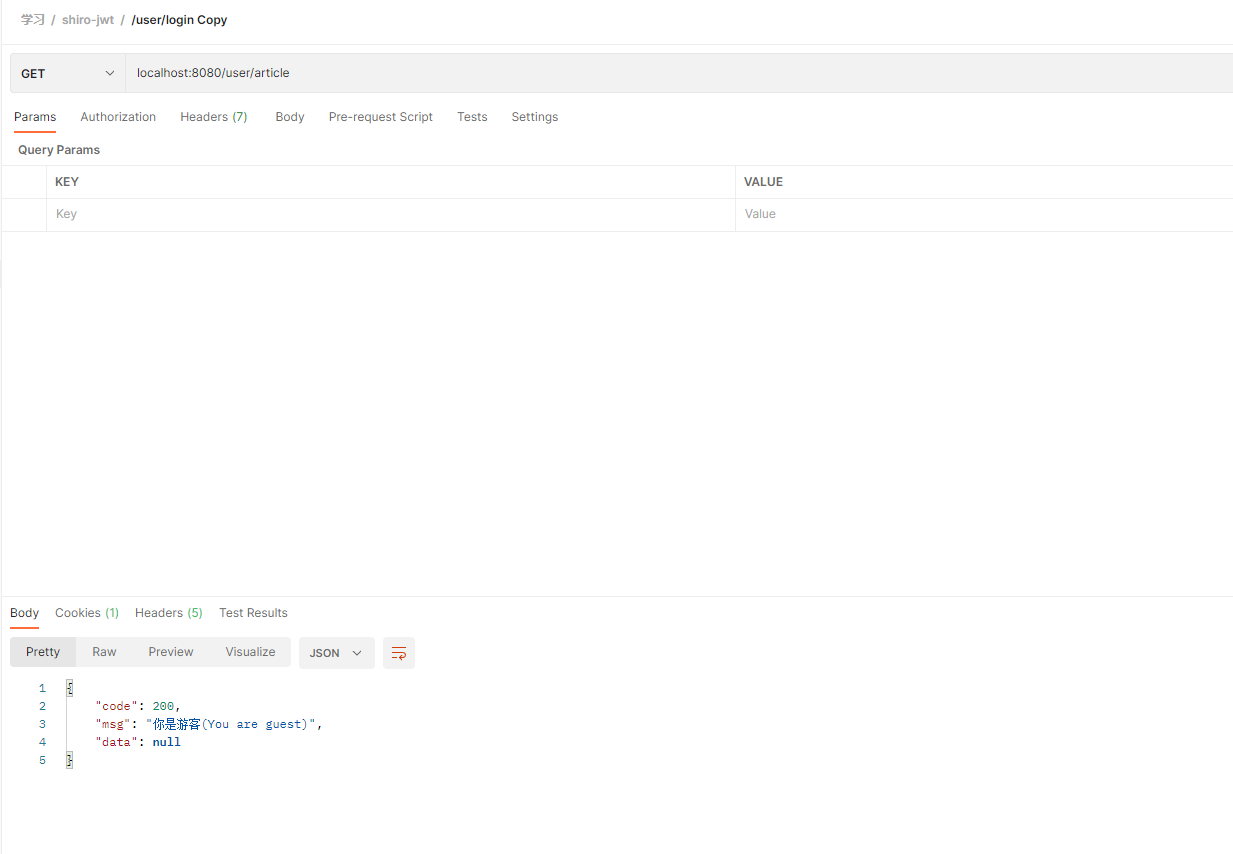 学习 / shiro-jwt / /user/login Copy
GET localhost:8080/user/article
Params Authorization Headers (7) Body Pre-request Script Tests Settings
Query Params
KEY VALUE
Key Value
Body Cookies (1) Headers (5) Test Results
Pretty Raw Preview Visualize JSON
1 {
2 "code": 200,
3 "msg": "你是游客(You are guest)",
4 "data": null
5 }